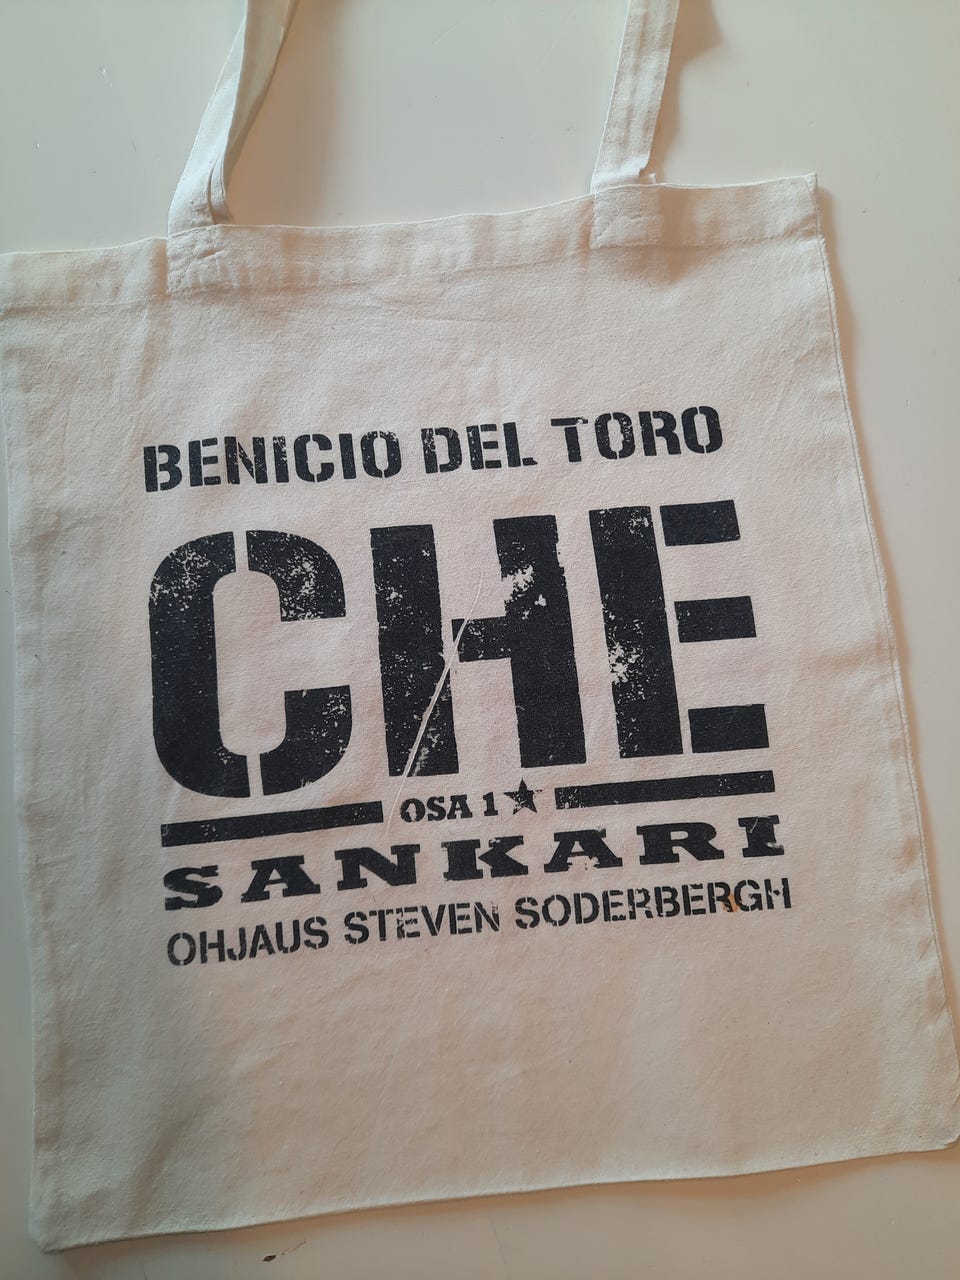 BENICIO DEL TORO
CHE
OSA 1★
SANKARI
OHJAUS STEVEN SODERBERGH